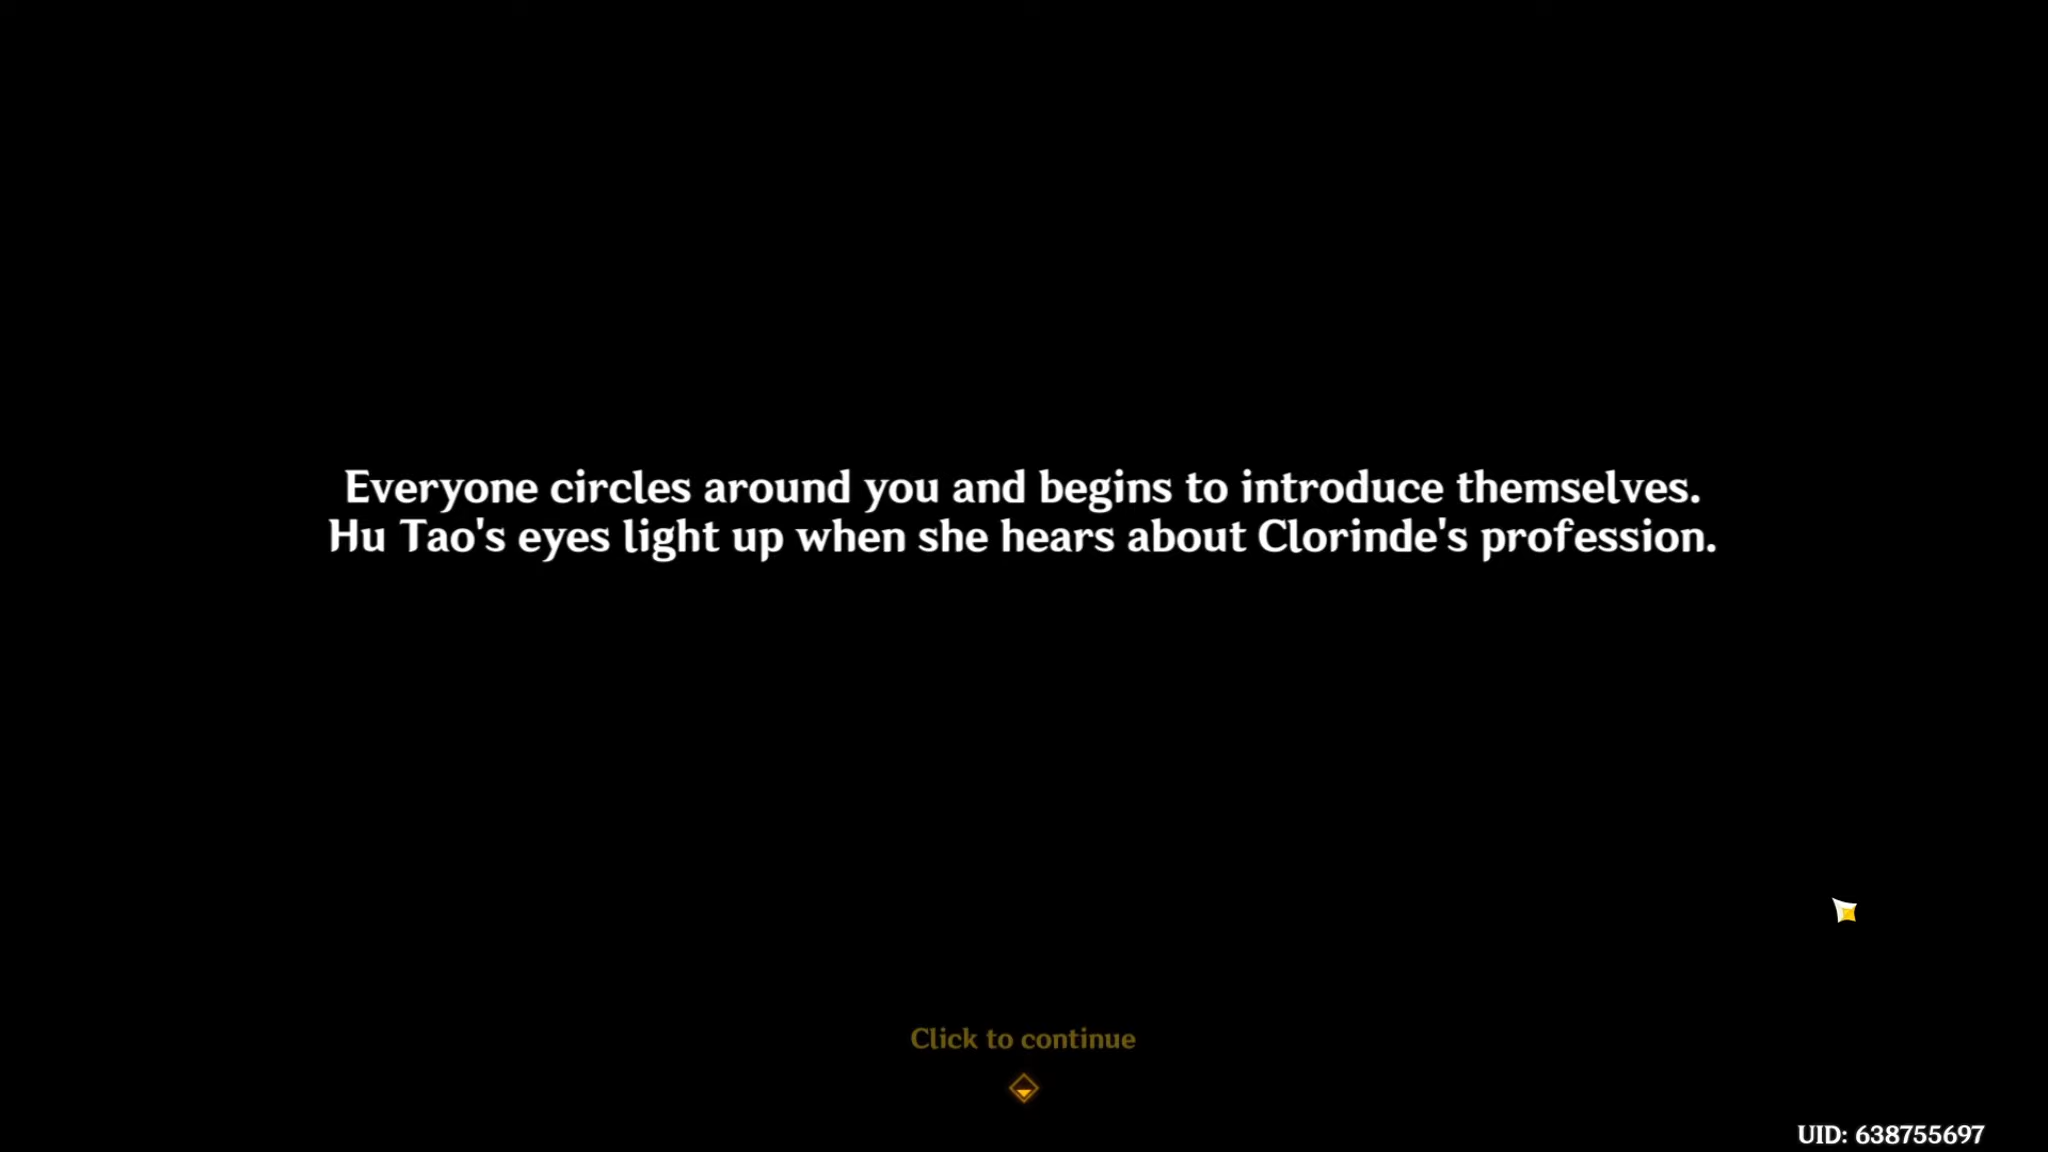 Everyone circles around you and begins to introduce themselves.
Hu Tao's eyes light up when she hears about Clorinde's profession.
Click to continue
UID: 638755697